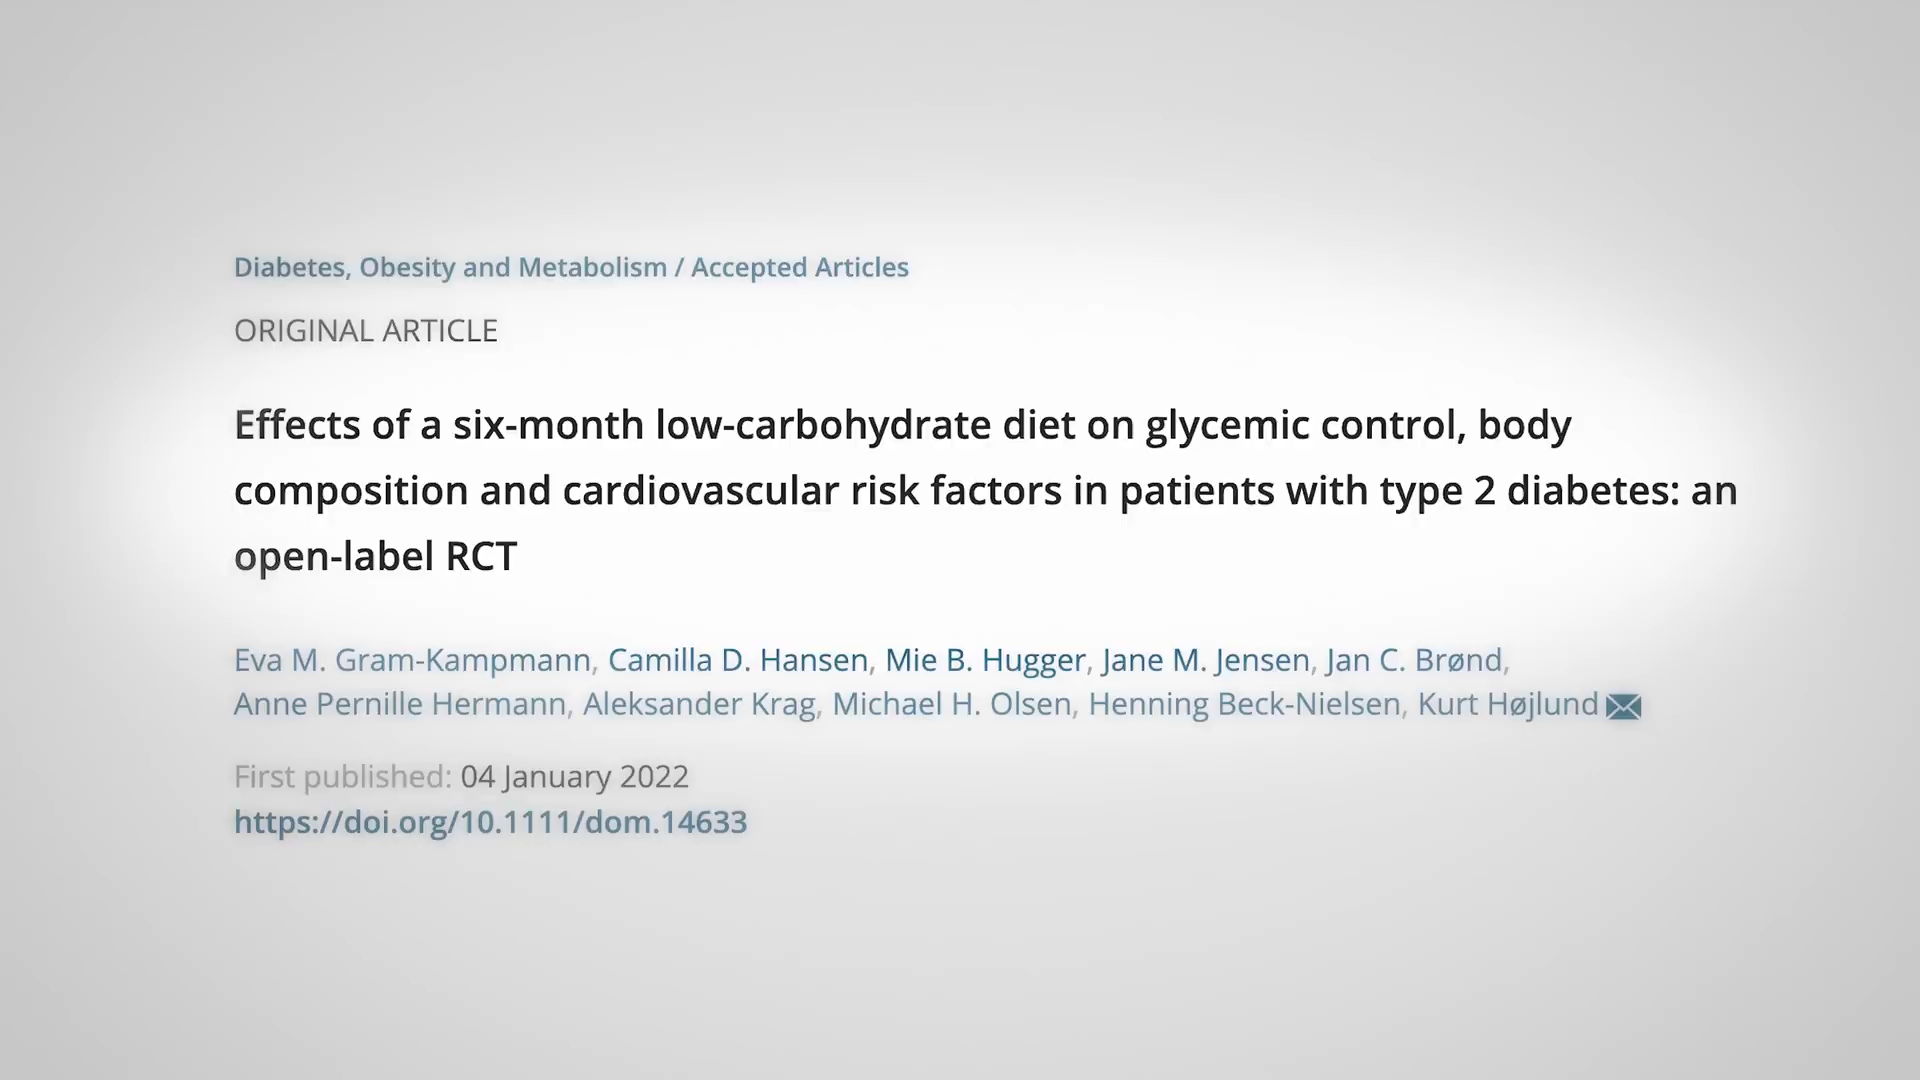 Diabetes, Obesity and Metabolism / Accepted Articles
ORIGINAL ARTICLE
Effects of a six-month low-carbohydrate diet on glycemic control, body
composition and cardiovascular risk factors in patients with type 2 diabetes: an
open-label RCT
Eva M. Gram-Kampmann, Camilla D. Hansen, Mie B. Hugger, Jane M. Jensen, Jan C. Brønd,
Anne Pernille Hermann, Aleksander Krag, Michael H. Olsen, Henning Beck-Nielsen, Kurt Højlund
First published: 04 January 2022
https://doi.org/10.1111/dom.14633